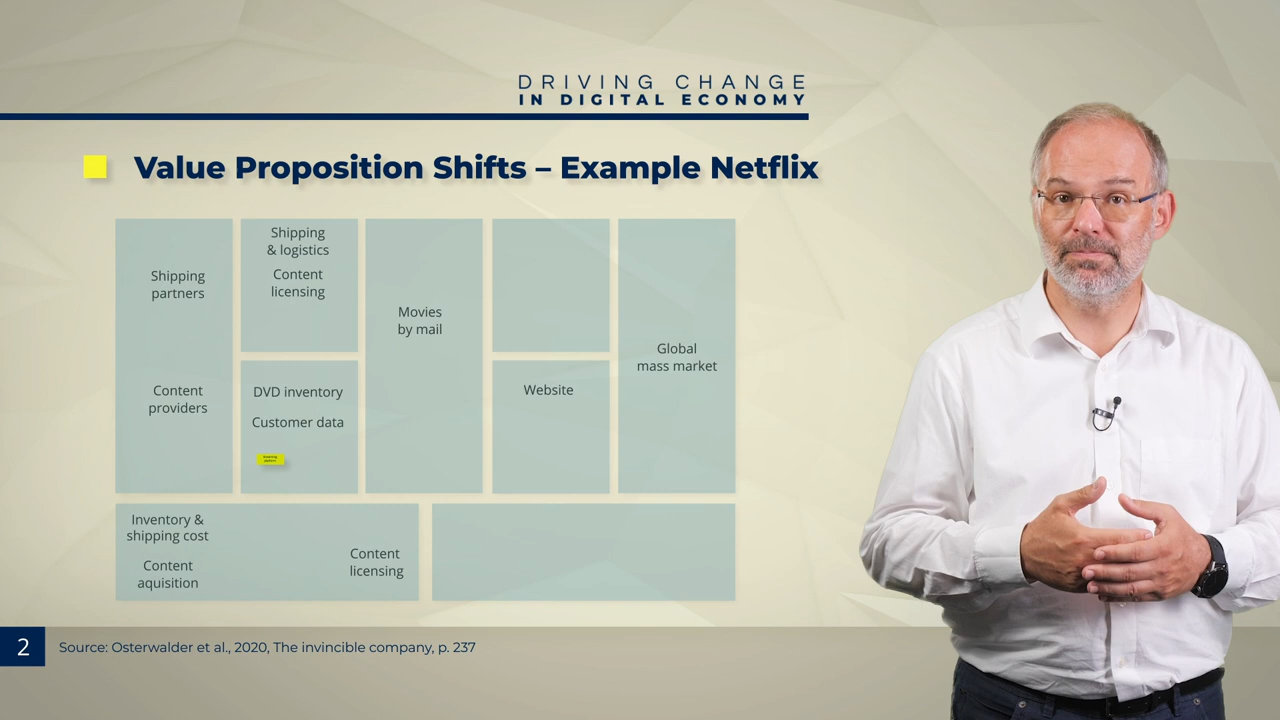 DRIVING CHANGE
IN DIGITAL ECONOMY
Value Proposition Shifts – Example Netflix
Shipping
partners
Content
providers
Shipping
& logistics
Content
licensing
DVD inventory
Customer data
Movies
by mail
Website
Global
mass market
Inventory &
shipping cost
Content
aquisition
Content
licensing
2
Source: Osterwalder et al., 2020, The invincible company, p. 237